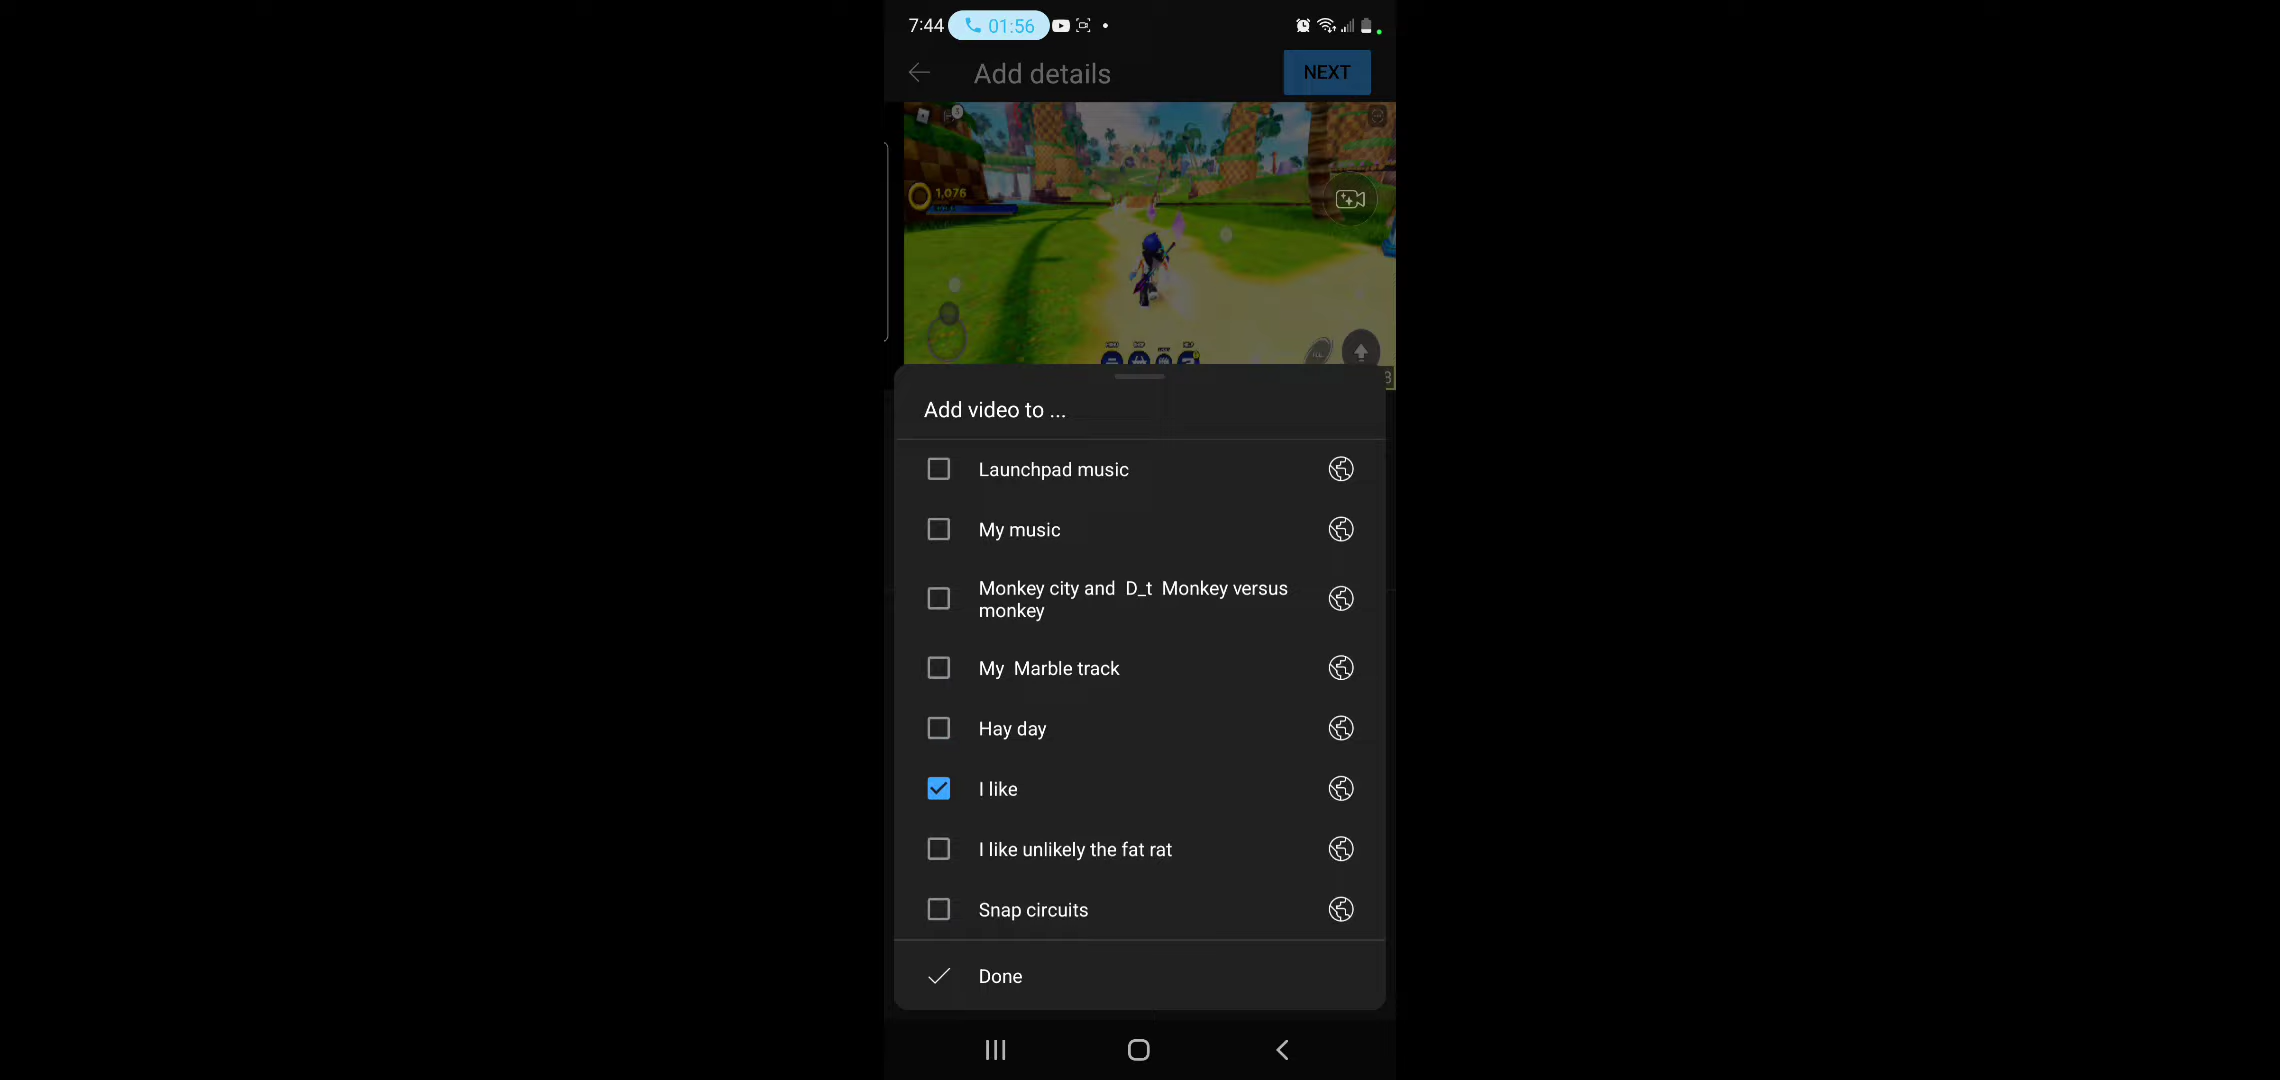 7:44 01:56
Add details
NEXT
1,076
Add video to ...
Launchpad music
My music
Monkey city and  D_t  Monkey versus
monkey
My  Marble track
Hay day
I like
I like unlikely the fat rat
Snap circuits
Done